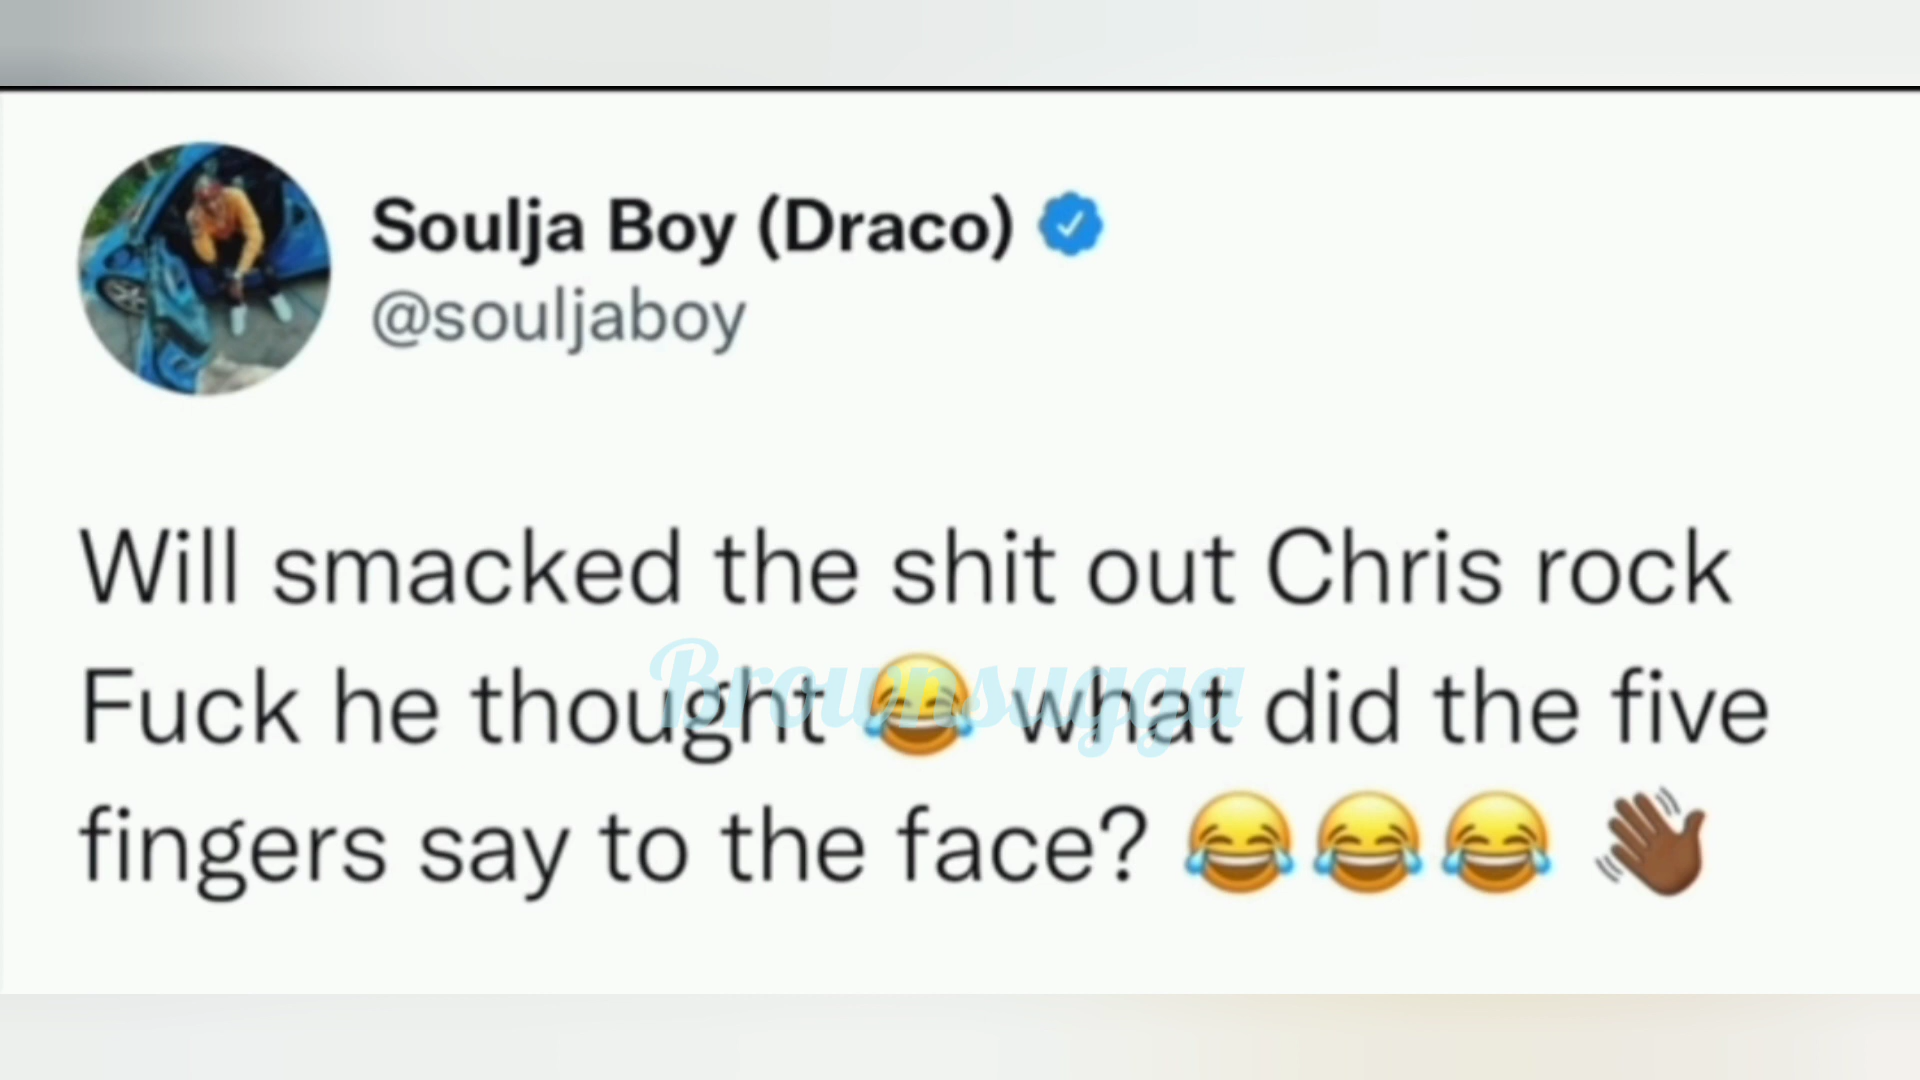 Soulja Boy (Draco)
@souljaboy
Will smacked the shit out Chris rock
Fuck he thought 😂 what did the five
fingers say to the face? 😂😂😂 👋🏾
Brownsugga